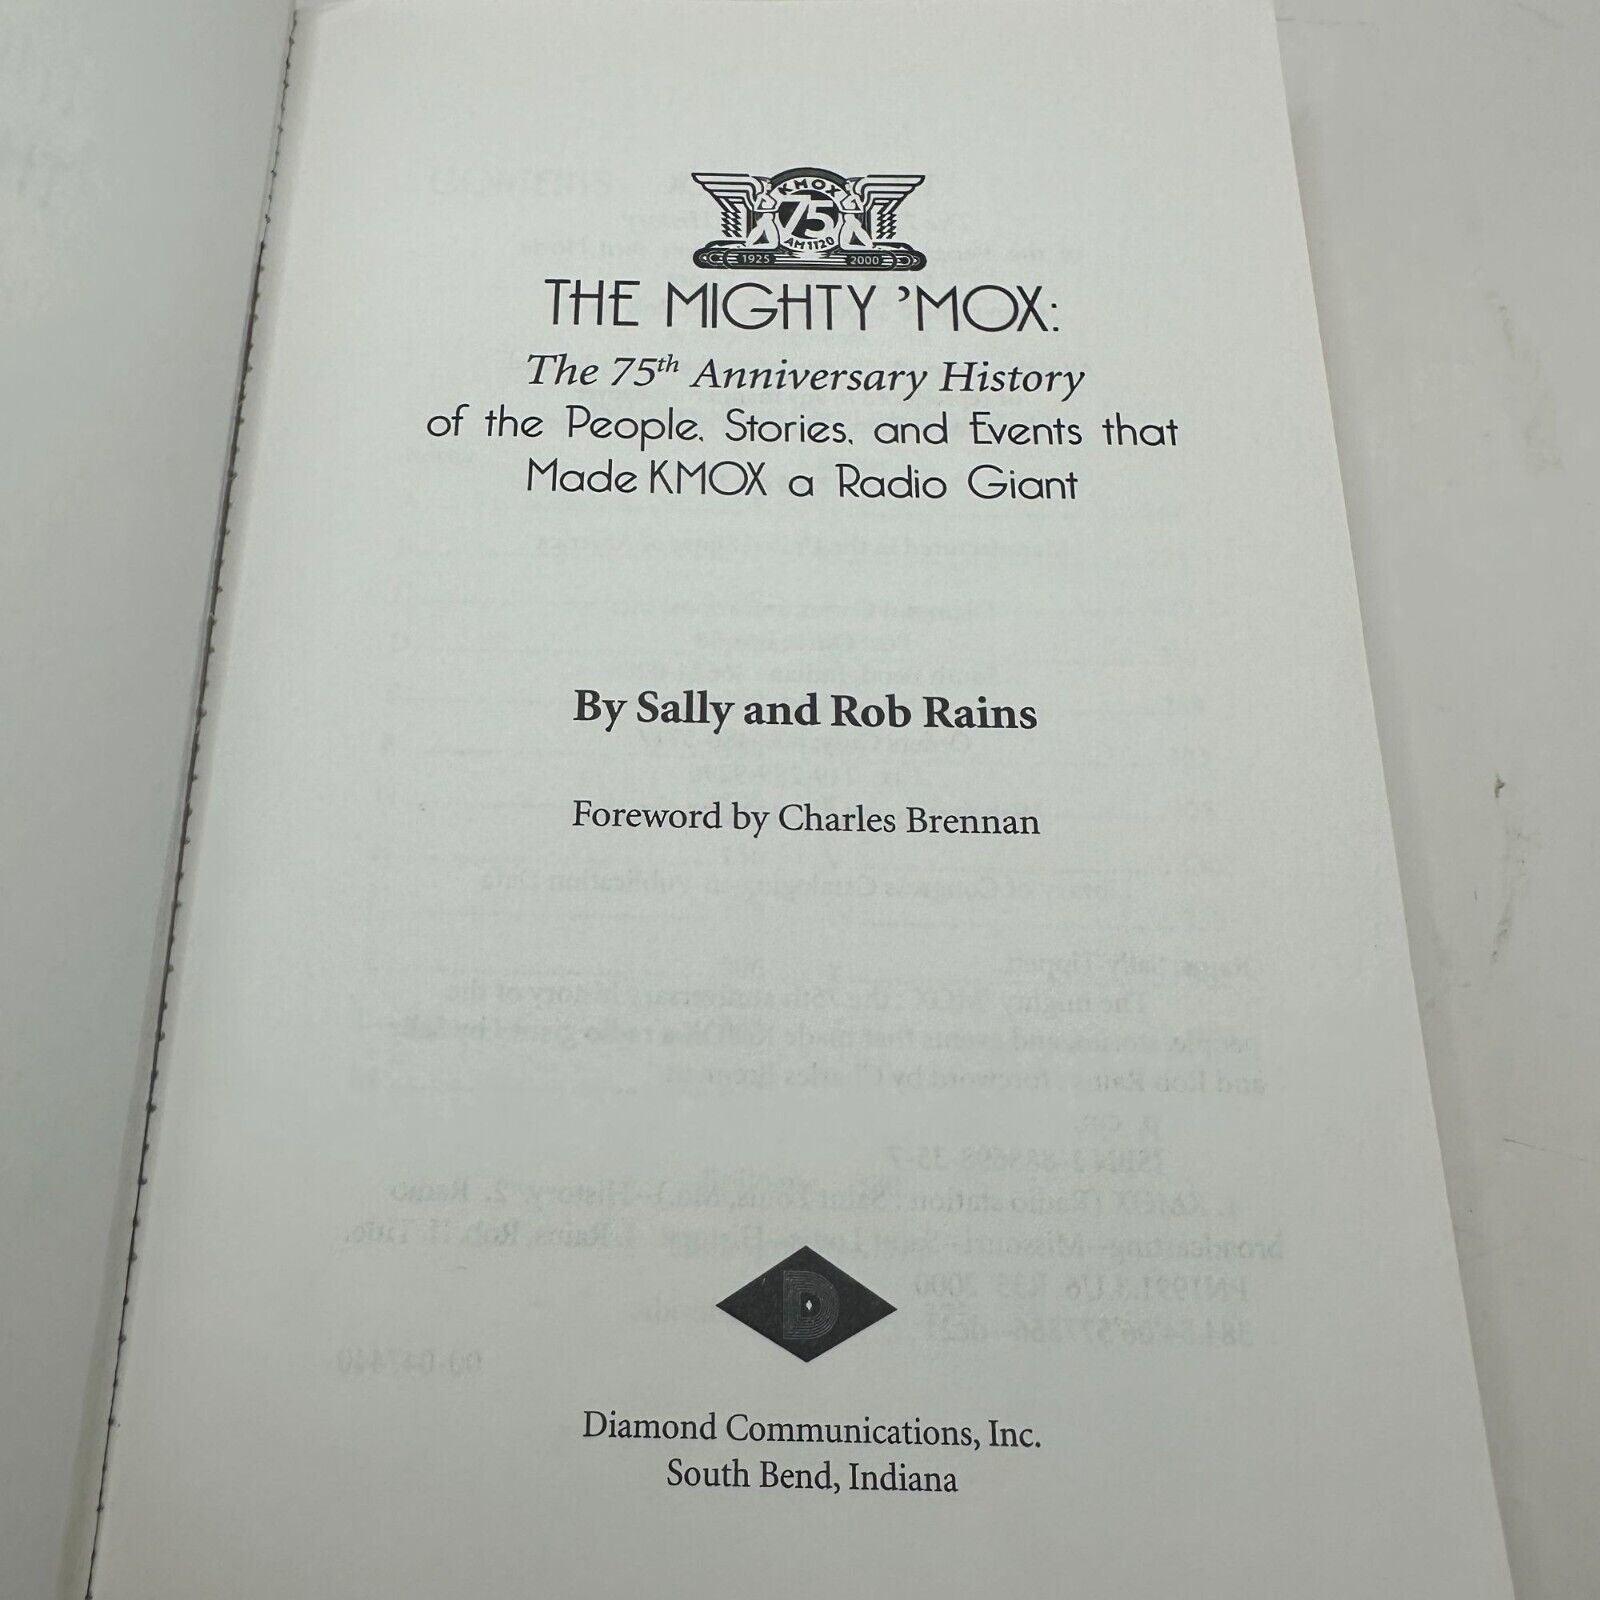 KMOX
75
AM 1120
1925 2000
THE MIGHTY ’MOX:
The 75th Anniversary History
of the People, Stories, and Events that
Made KMOX a Radio Giant
By Sally and Rob Rains
Foreword by Charles Brennan
D
Diamond Communications, Inc.
South Bend, Indiana